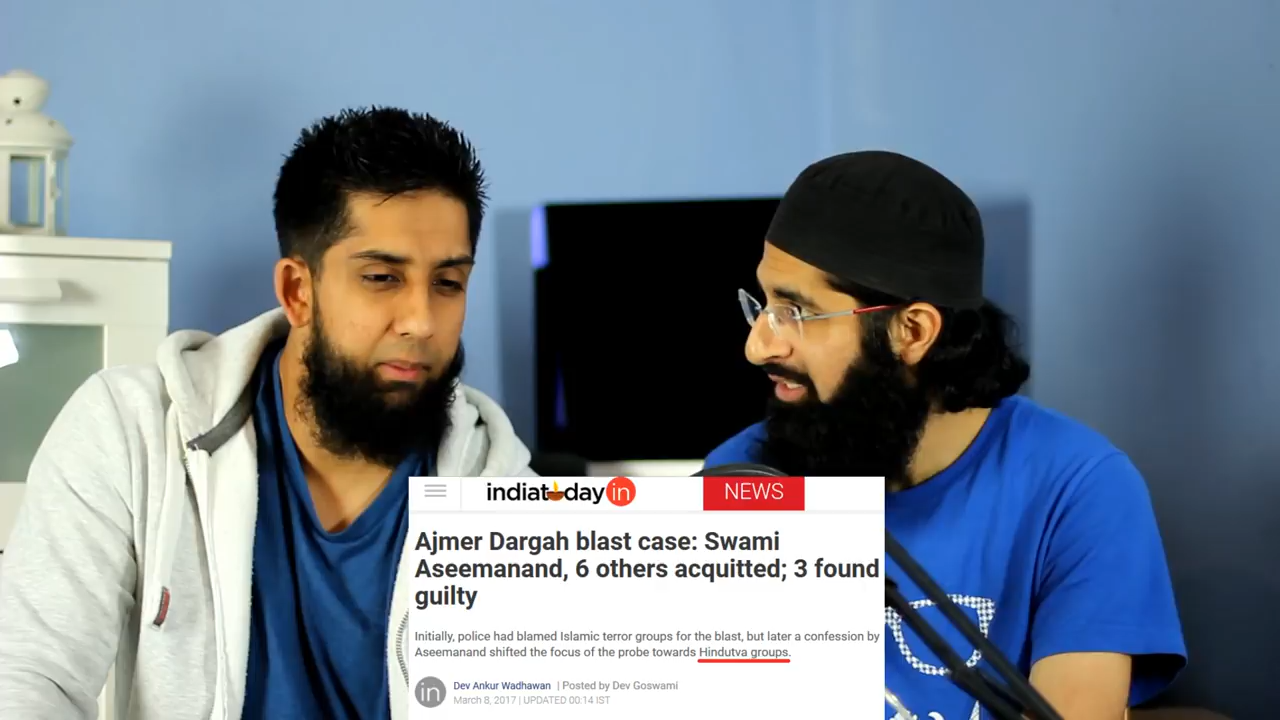 indiatoday in
NEWS
Ajmer Dargah blast case: Swami
Aseemanand, 6 others acquitted; 3 found
guilty
Initially, police had blamed Islamic terror groups for the blast, but later a confession by
Aseemanand shifted the focus of the probe towards Hindutva groups.
in
Dev Ankur Wadhawan | Posted by Dev Goswami
March 8, 2017 | UPDATED 00:14 IST